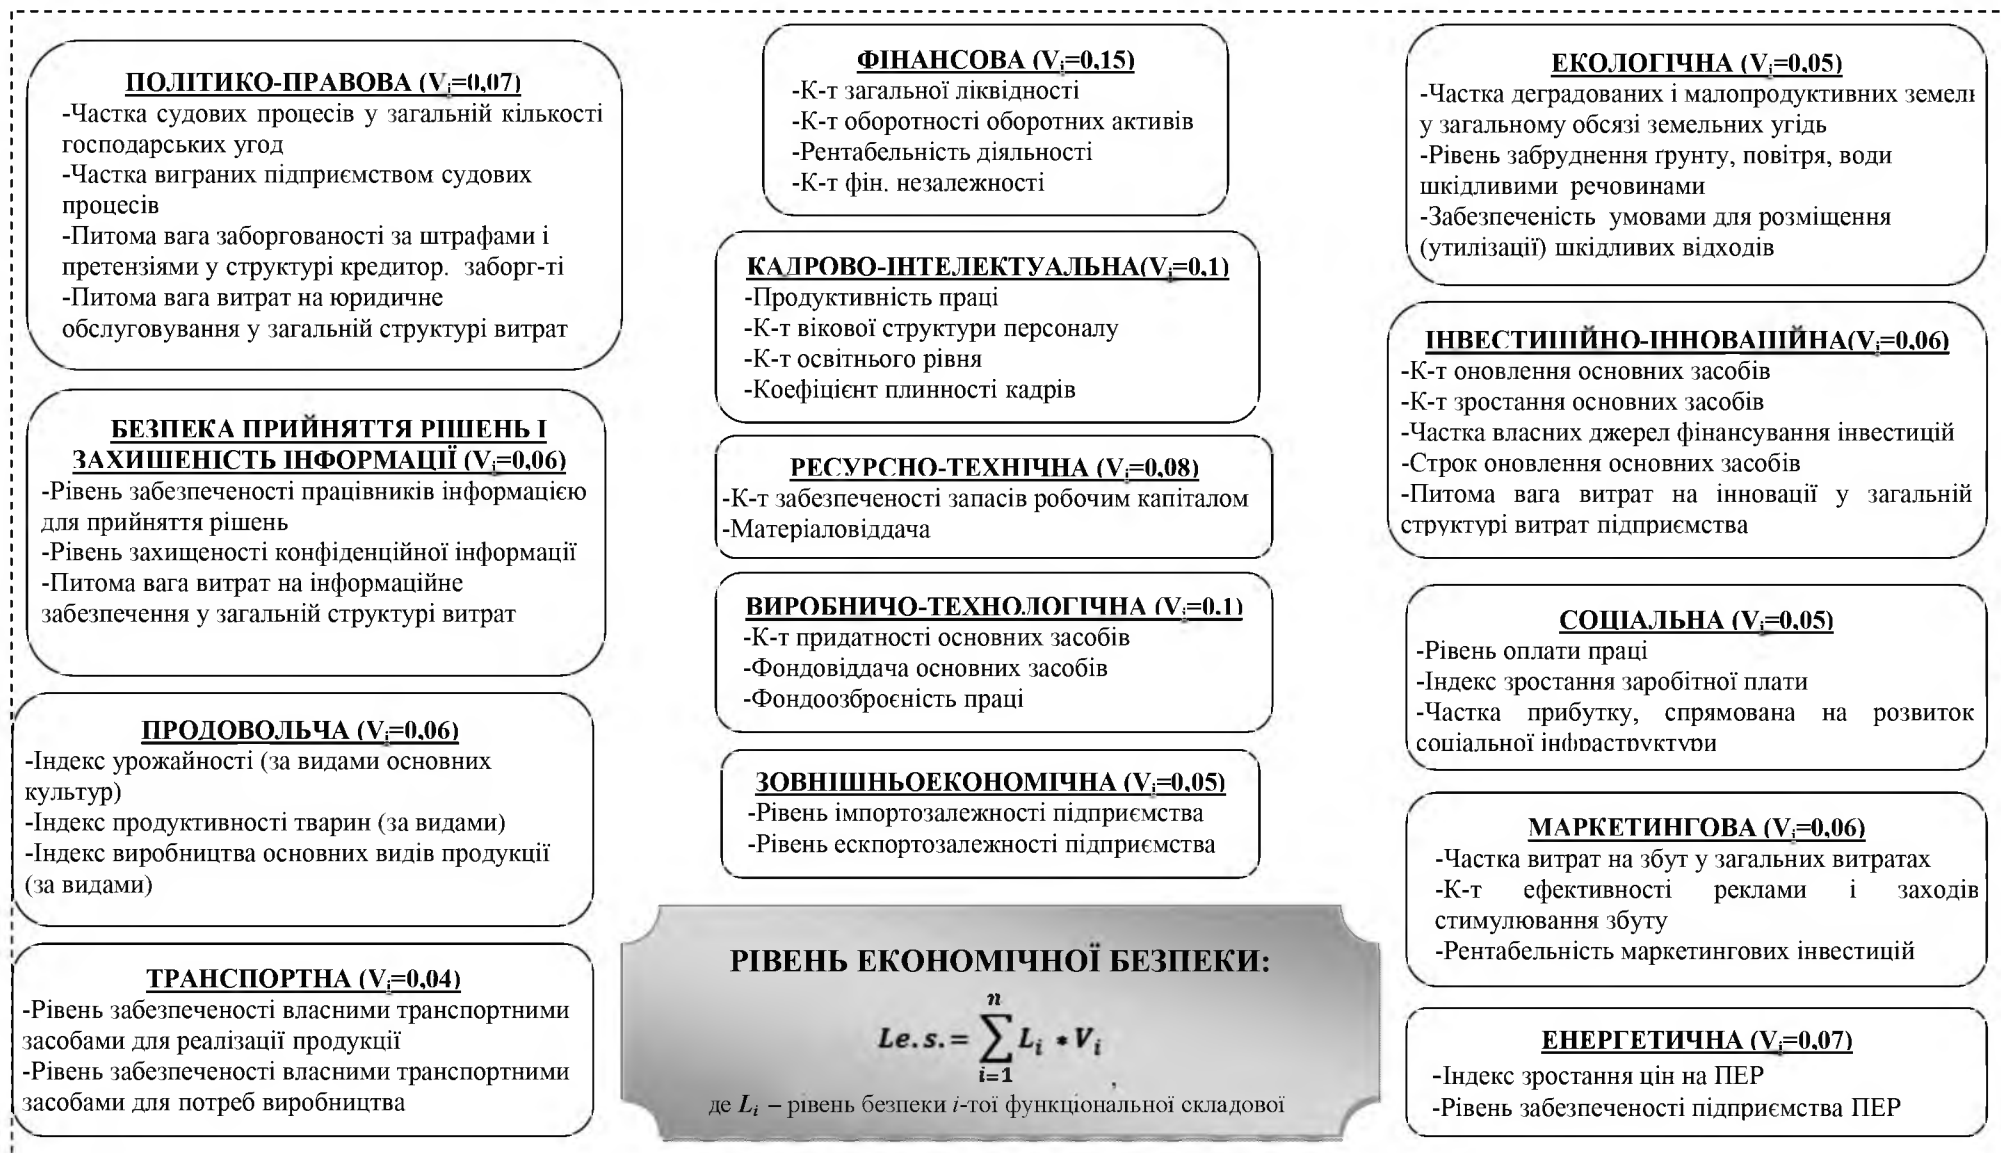 ПОЛІТИКО-ПРАВОВА (Vi=0,07)
-Частка судових процесів у загальній кількості
господарських угод
-Частка виграних підприємством судових
процесів
-Питома вага заборгованості за штрафами і
претензіями у структурі кредитор. заборг-ті
-Питома вага витрат на юридичне
обслуговування у загальній структурі витрат
БЕЗПЕКА ПРИЙНЯТТЯ РІШЕНЬ І
ЗАХИЩЕНІСТЬ ІНФОРМАЦІЇ (Vi=0,06)
-Рівень забезпеченості працівників інформацією
для прийняття рішень
-Рівень захищеності конфіденційної інформації
-Питома вага витрат на інформаційне
забезпечення у загальній структурі витрат
ПРОДОВОЛЬЧА (Vi=0,06)
-Індекс урожайності (за видами основних
культур)
-Індекс продуктивності тварин (за видами)
-Індекс виробництва основних видів продукції
(за видами)
ТРАНСПОРТНА (Vi=0,04)
-Рівень забезпеченості власними транспортними
засобами для реалізації продукції
-Рівень забезпеченості власними транспортними
засобами для потреб виробництва
ФІНАНСОВА (Vi=0,15)
-К-т загальної ліквідності
-К-т оборотності оборотних активів
-Рентабельність діяльності
-К-т фін. незалежності
КАДРОВО-ІНТЕЛЕКТУАЛЬНА(Vi=0,1)
-Продуктивність праці
-К-т вікової структури персоналу
-К-т освітнього рівня
-Коефіцієнт плинності кадрів
РЕСУРСНО-ТЕХНІЧНА (Vi=0,08)
-К-т забезпеченості запасів робочим капіталом
-Матеріаловіддача
ВИРОБНИЧО-ТЕХНОЛОГІЧНА (Vi=0,1)
-К-т придатності основних засобів
-Фондовіддача основних засобів
-Фондоозброєність праці
ЗОВНІШНЬОЕКОНОМІЧНА (Vi=0,05)
-Рівень імпортозалежності підприємства
-Рівень ескпортозалежності підприємства
РІВЕНЬ ЕКОНОМІЧНОЇ БЕЗПЕКИ:
n
Le.s.= ∑ Li * Vi
i=1 ,
де Li – рівень безпеки i-тої функціональної складової
ЕКОЛОГІЧНА (Vi=0,05)
-Частка деградованих і малопродуктивних земель
у загальному обсязі земельних угідь
-Рівень забруднення ґрунту, повітря, води
шкідливими речовинами
-Забезпеченість умовами для розміщення
(утилізації) шкідливих відходів
ІНВЕСТИЦІЙНО-ІННОВАЦІЙНА(Vi=0,06)
-К-т оновлення основних засобів
-К-т зростання основних засобів
-Частка власних джерел фінансування інвестицій
-Строк оновлення основних засобів
-Питома вага витрат на інновації у загальній
структурі витрат підприємства
СОЦІАЛЬНА (Vi=0,05)
-Рівень оплати праці
-Індекс зростання заробітної плати
-Частка прибутку, спрямована на розвиток
соціальної інфраструктури
МАРКЕТИНГОВА (Vi=0,06)
-Частка витрат на збут у загальних витратах
-К-т ефективності реклами і заходів
стимулювання збуту
-Рентабельність маркетингових інвестицій
ЕНЕРГЕТИЧНА (Vi=0,07)
-Індекс зростання цін на ПЕР
-Рівень забезпеченості підприємства ПЕР